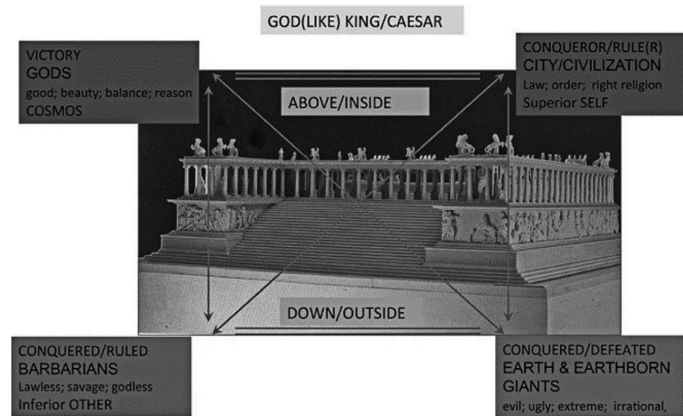 GOD(LIKE) KING/CAESAR
VICTORY
GODS
good; beauty; balance; reason
COSMOS
CONQUEROR/RULE(R)
CITY/CIVILIZATION
Law; order; right religion
Superior SELF
ABOVE/INSIDE
DOWN/OUTSIDE
CONQUERED/RULED
BARBARIANS
Lawless; savage; godless
Inferior OTHER
CONQUERED/DEFEATED
EARTH & EARTHBORN
GIANTS
evil; ugly; extreme; irrational,